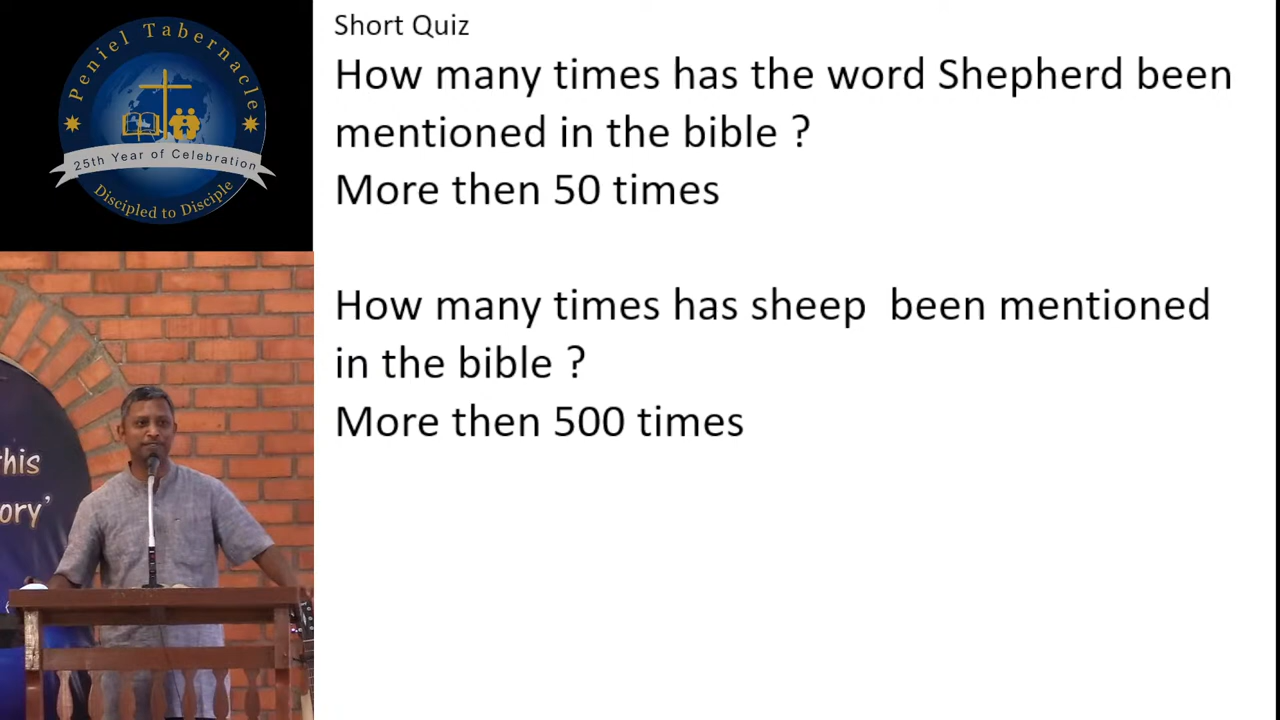 Peniel Tabernacle
25th Year of Celebration
Discipled to Disciple
Short Quiz
How many times has the word Shepherd been
mentioned in the bible ?
More then 50 times
How many times has sheep been mentioned
in the bible ?
More then 500 times
this
ory’